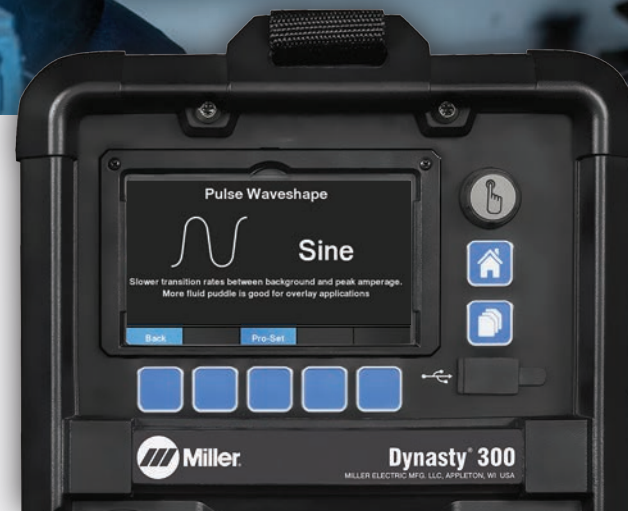 Pulse Waveshape
Sine
Slower transition rates between background and peak amperage.
More fluid puddle is good for overlay applications
Back
Pro-Set
Miller®
Dynasty® 300
MILLER ELECTRIC MFG. LLC, APPLETON, WI USA